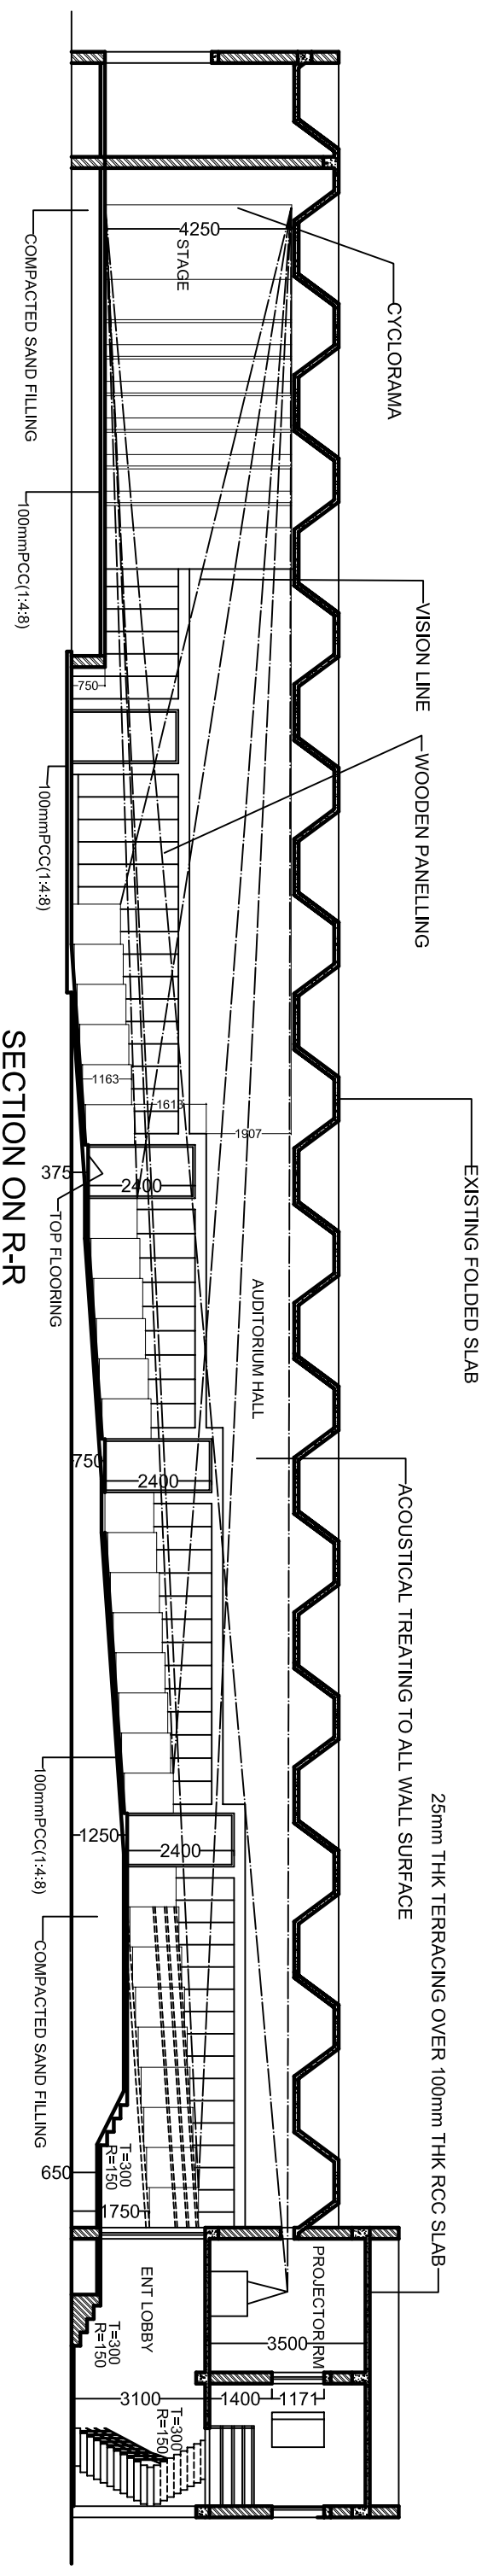 CYCLORAMA
VISION LINE
WOODEN PANELLING
EXISTING FOLDED SLAB
ACOUSTICAL TREATING TO ALL WALL SURFACE
25mm THK TERRACING OVER 100mm THK RCC SLAB
4250
STAGE
AUDITORIUM HALL
1163
1613
1907
2400
2400
2400
PROJECTOR RM
3500
1400
1171
ENT LOBBY
3100
T=300
R=150
T=300
R=150
T=300
R=150
1750
650
1250
750
375
750
COMPACTED SAND FILLING
100mmPCC(1:4:8)
100mmPCC(1:4:8)
TOP FLOORING
100mmPCC(1:4:8)
COMPACTED SAND FILLING
SECTION ON R-R